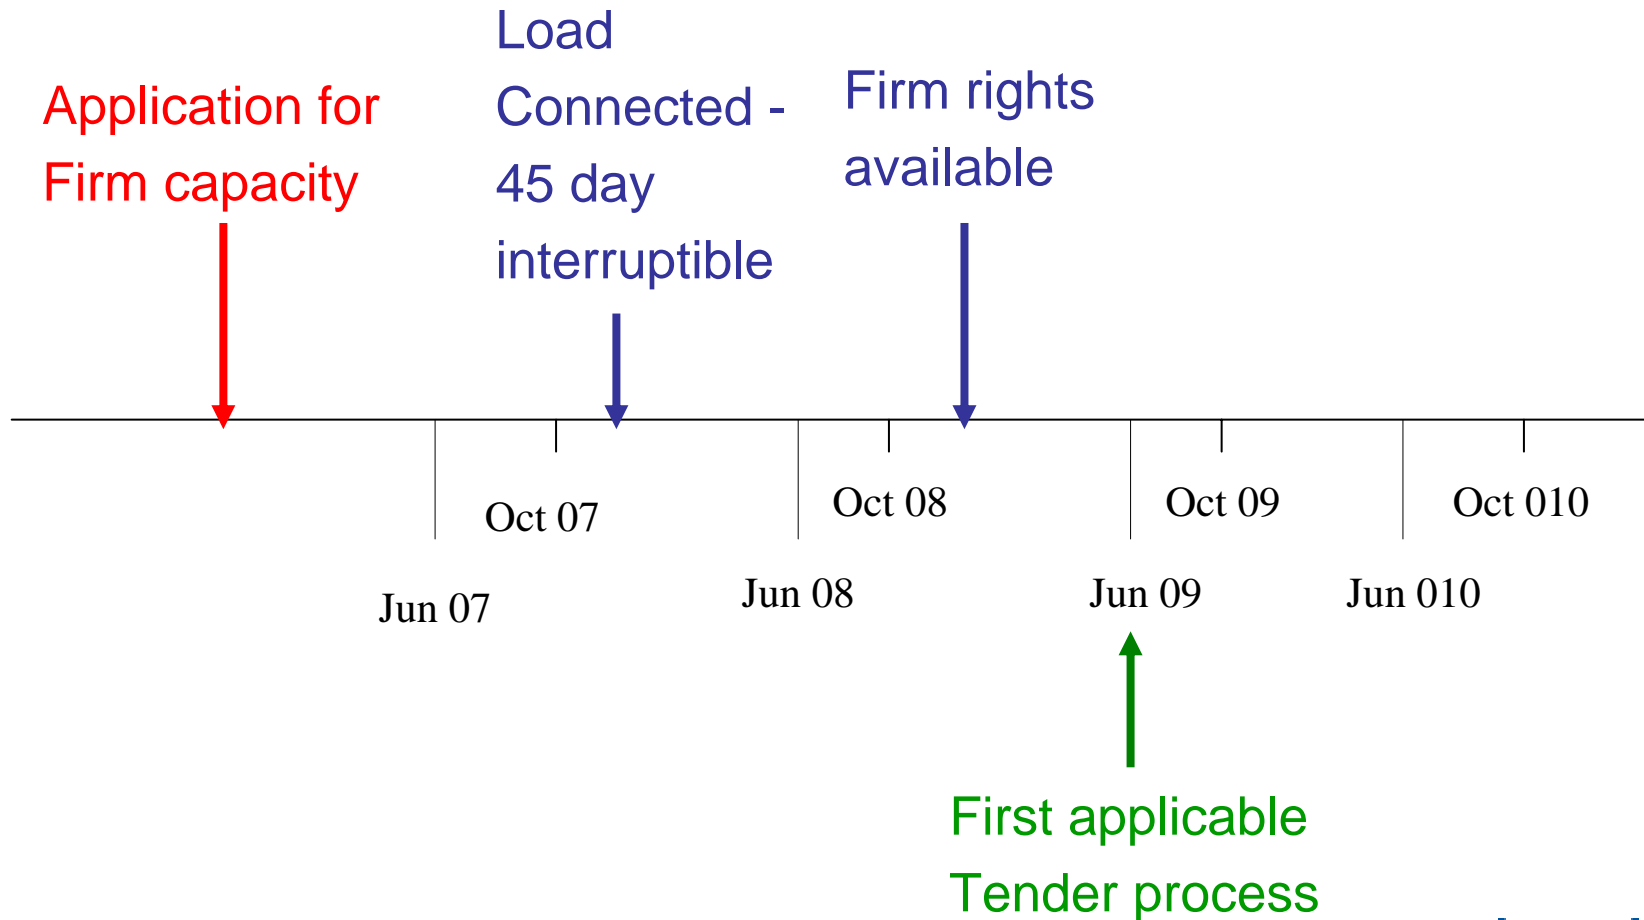 Load
Connected -
45 day
interruptible
Application for
Firm capacity
Firm rights
available
Oct 07
Oct 08
Oct 09
Oct 010
Jun 07
Jun 08
Jun 09
Jun 010
First applicable
Tender process